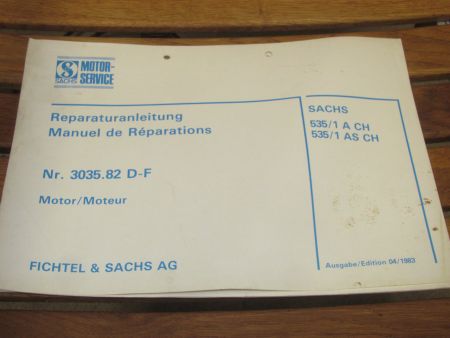 SACHS
MOTOR-
SERVICE
Reparaturanleitung
Manuel de Réparations
Nr. 3035.82 D-F
Motor/Moteur
FICHTEL & SACHS AG
SACHS
535/1 A CH
535/1 AS CH
Ausgabe/Edition 04/1983